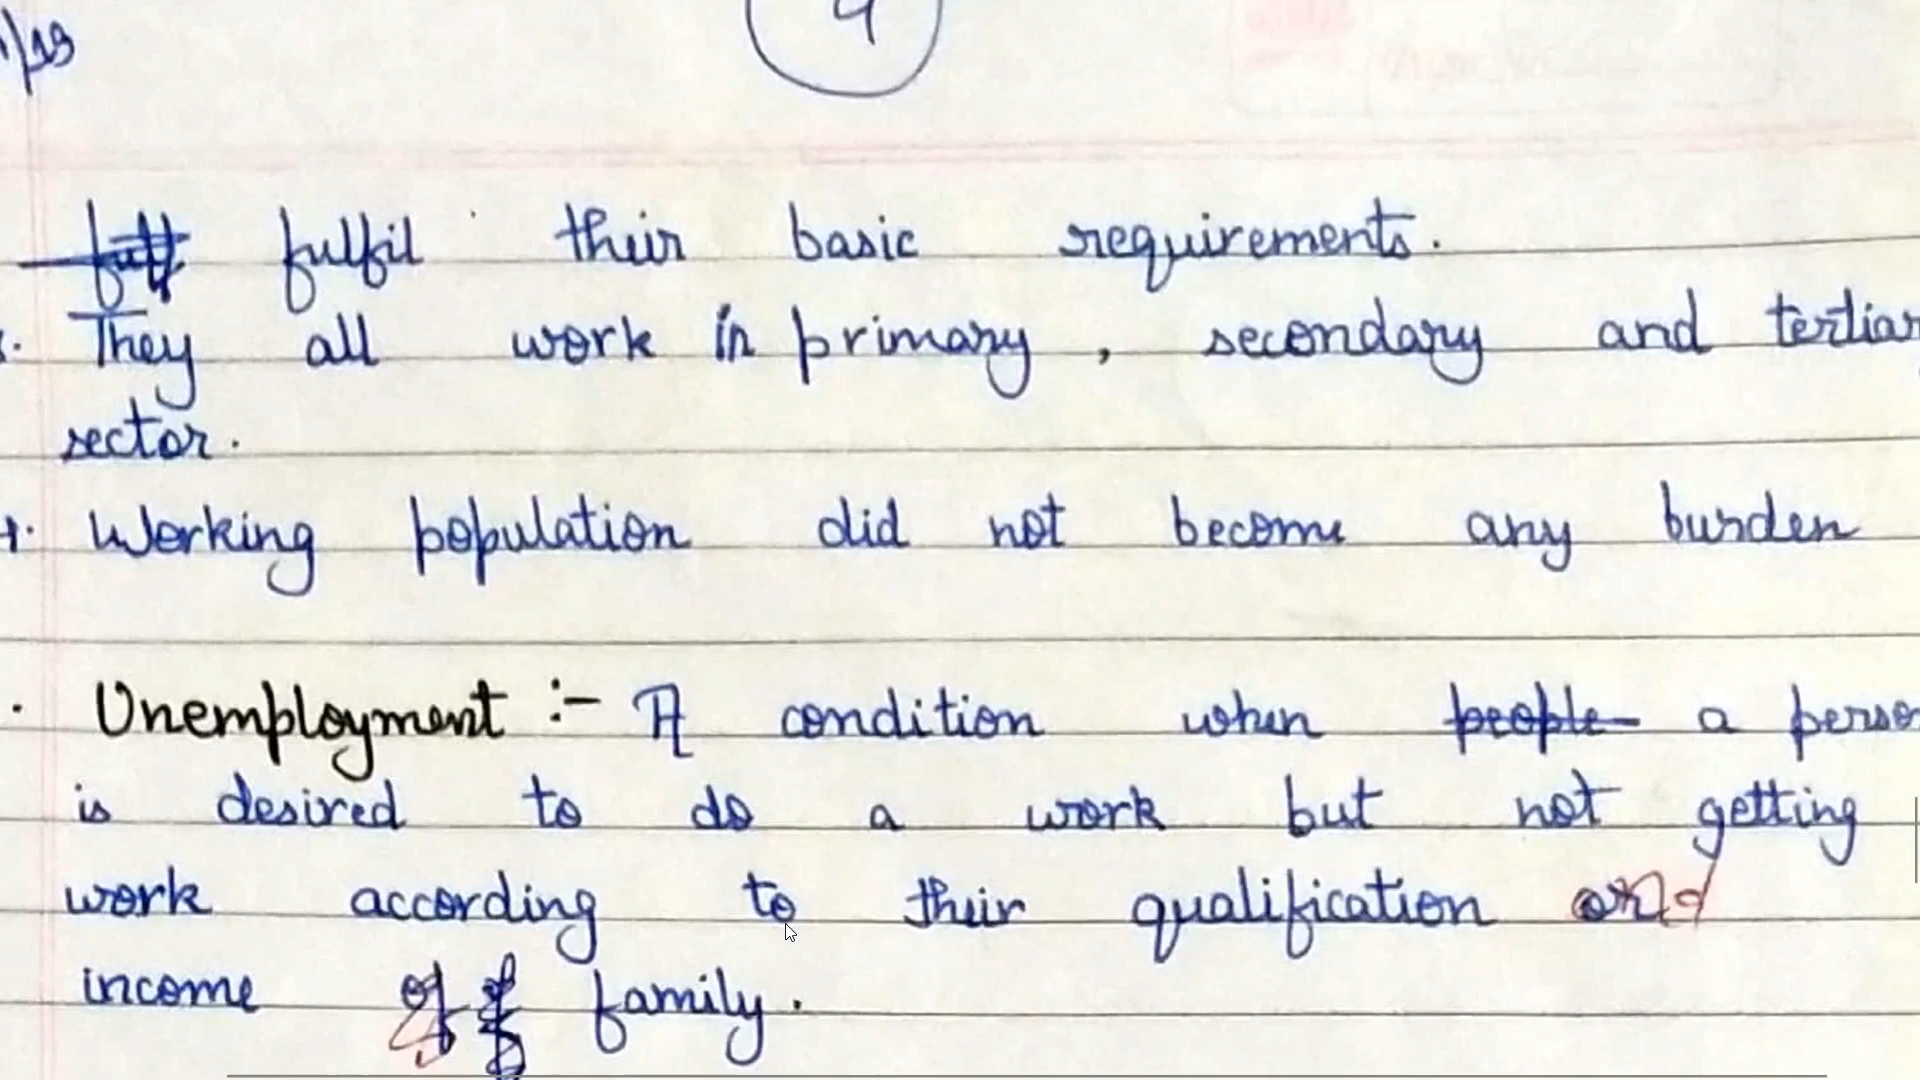 /19
9
fulfil their basic requirements.
They all work in primary, secondary and tertiar
sector.
Working population did not become any burden
Unemployment :- A condition when people a perso
is desired to do a work but not getting
work according to their qualification and
income of family.